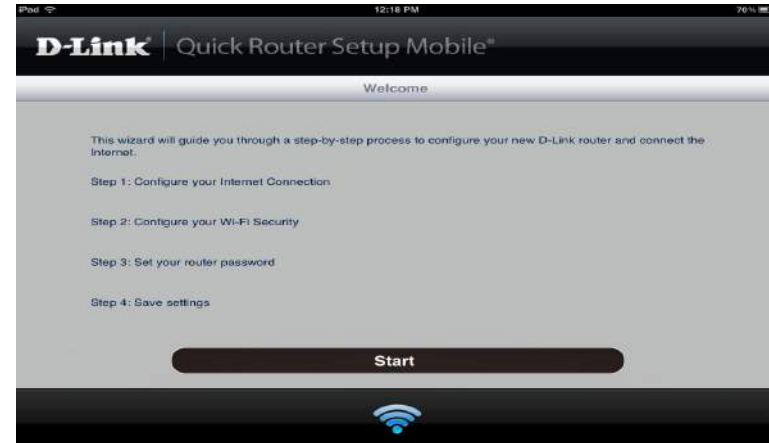 iPad 12:18 PM 70%
D-Link Quick Router Setup Mobile®
Welcome
This wizard will guide you through a step-by-step process to configure your new D-Link router and connect the
Internet.
Step 1: Configure your Internet Connection
Step 2: Configure your Wi-Fi Security
Step 3: Set your router password
Step 4: Save settings
Start